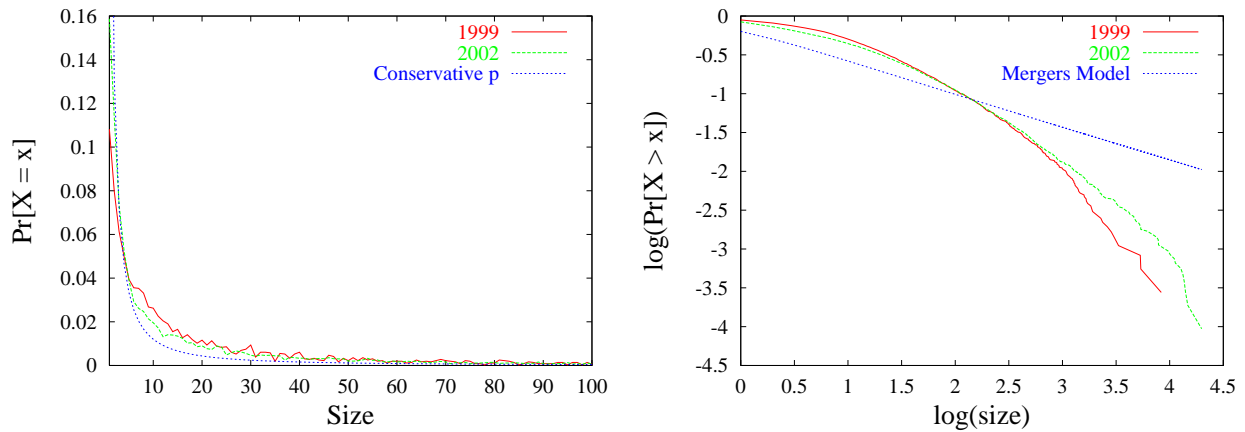 0.16
0.14
0.12
0.1
0.08
0.06
0.04
0.02
0
Pr[X = x]
1999
2002
Conservative p
10 20 30 40 50 60 70 80 90 100
Size
0
-0.5
-1
-1.5
-2
-2.5
-3
-3.5
-4
-4.5
log(Pr[X > x])
1999
2002
Mergers Model
0 0.5 1 1.5 2 2.5 3 3.5 4 4.5
log(size)